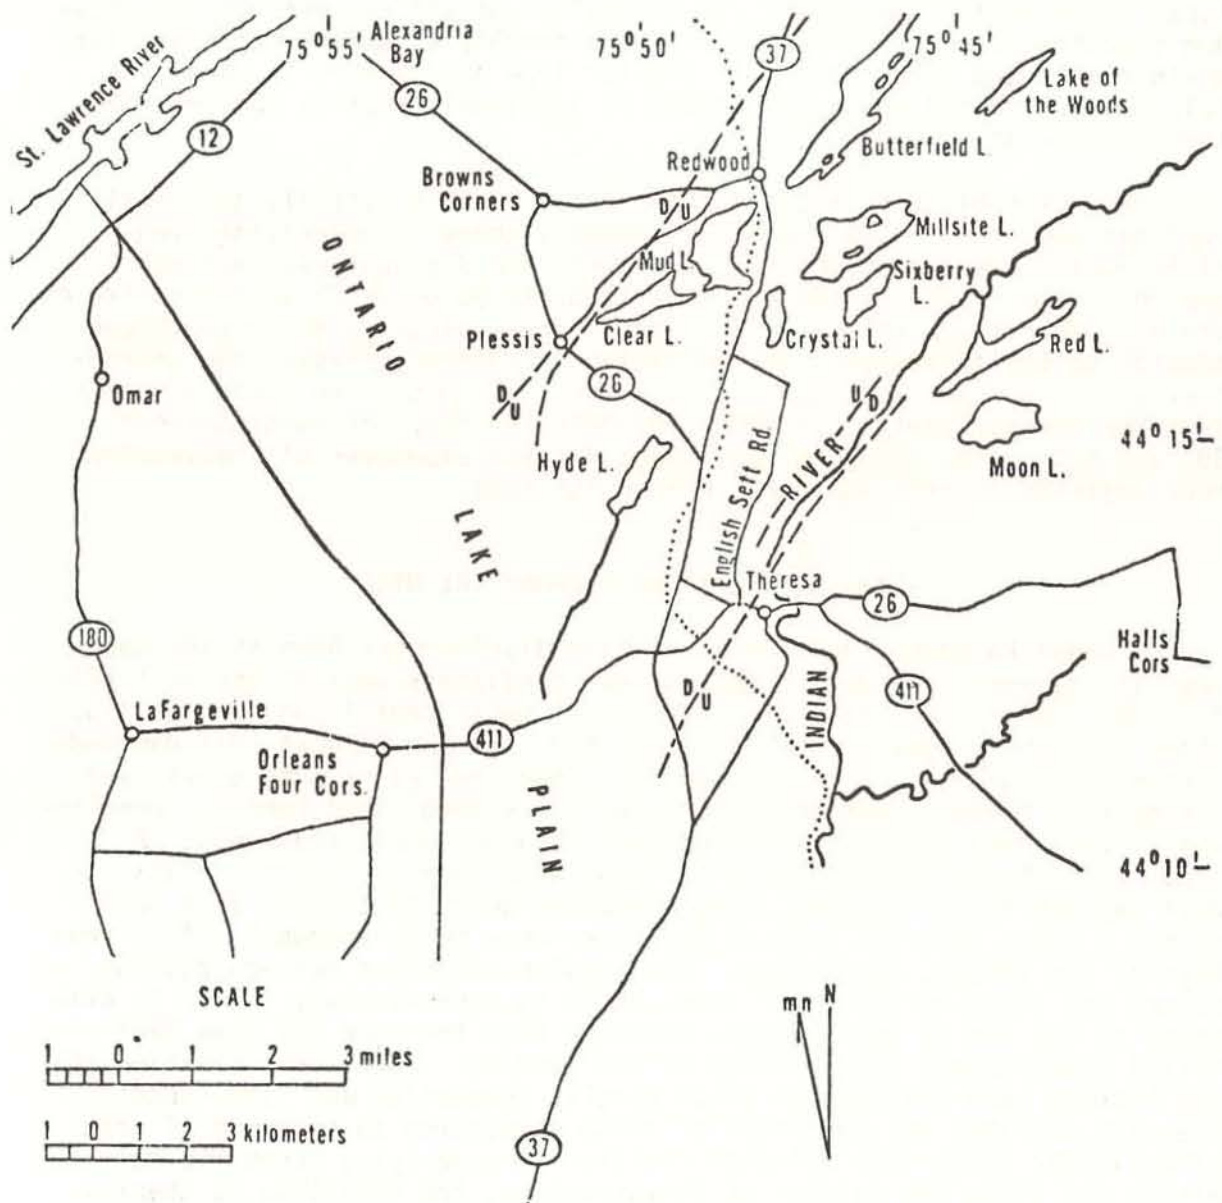 75°55'
Alexandria
Bay
75°50'
37
75°45'
St. Lawrence River
26
12
Lake of
the Woods
Butterfield L.
Redwood
Browns
Corners
D U
Millsite L.
Mud L.
Sixberry
L.
ONTARIO
Plessis
Clear L.
Crystal L.
Red L.
Omar
26
D U
U D
44°15'
Hyde L.
Moon L.
English Sett Rd.
RIVER
LAKE
Theresa
26
180
Halls
Cors
D U
411
LaFargeville
INDIAN
411
Orleans
Four Cors.
PLAIN
44°10'
SCALE
mn N
1 0 1 2 3 miles
1 0 1 2 3 kilometers
37